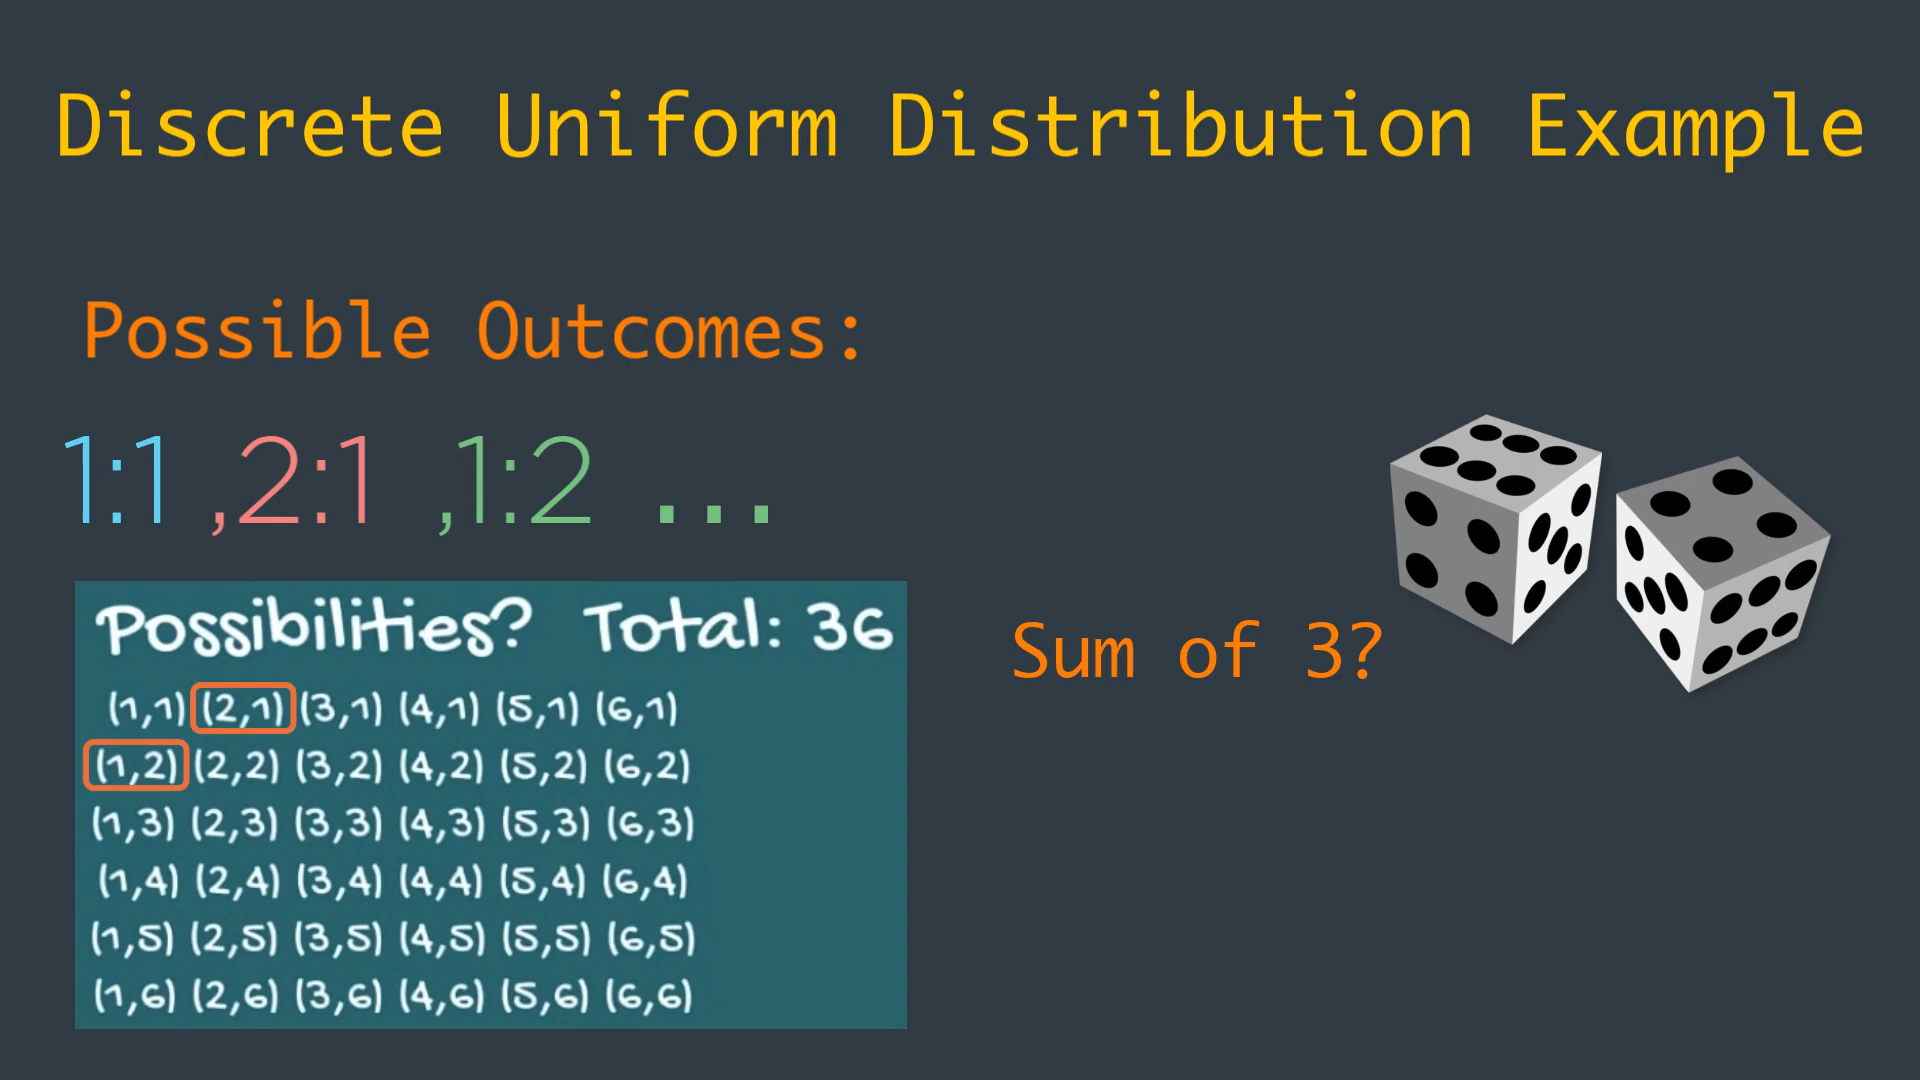 Discrete Uniform Distribution Example
Possible Outcomes:
1:1 ,2:1 ,1:2 ...
Possibilities? Total: 36
(1,1) (2,1) (3,1) (4,1) (5,1) (6,1)
(1,2) (2,2) (3,2) (4,2) (5,2) (6,2)
(1,3) (2,3) (3,3) (4,3) (5,3) (6,3)
(1,4) (2,4) (3,4) (4,4) (5,4) (6,4)
(1,5) (2,5) (3,5) (4,5) (5,5) (6,5)
(1,6) (2,6) (3,6) (4,6) (5,6) (6,6)
Sum of 3?